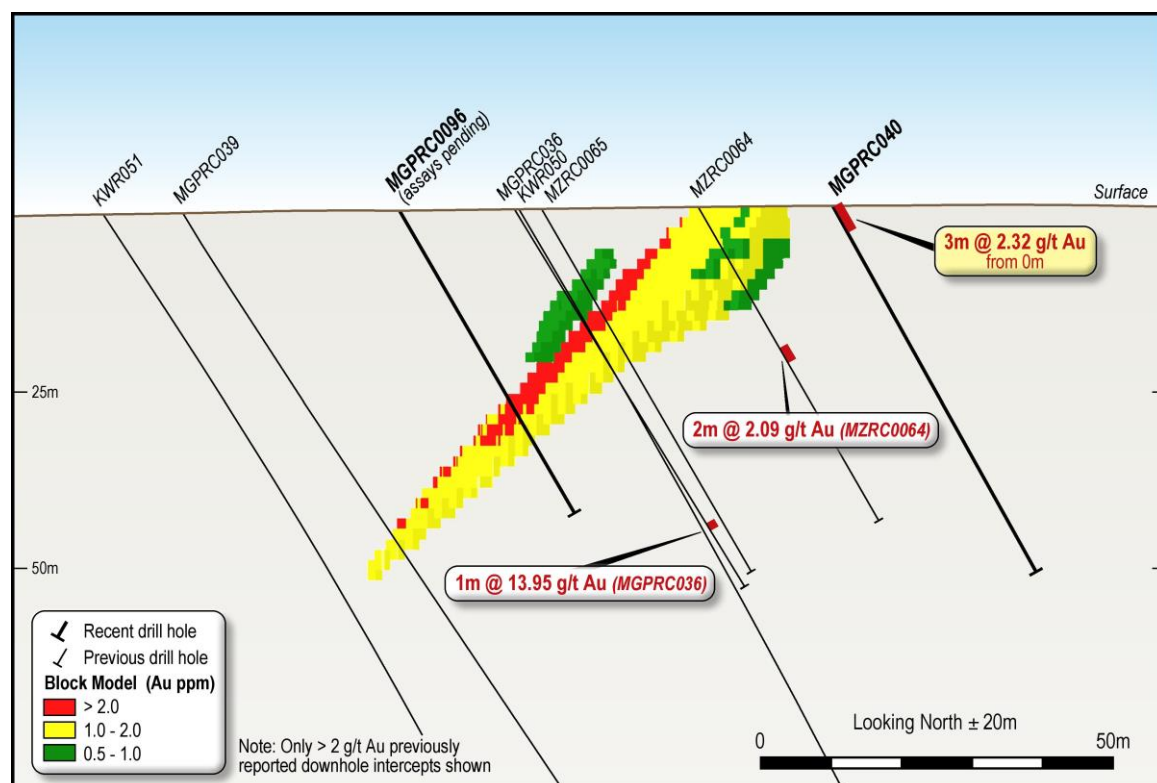 KWR051
MGPRC039
MGPRC0096
(assays pending)
MGPRC036
KWR050
MZRC0065
MZRC0064
MGPRC040
Surface
3m @ 2.32 g/t Au
from 0m
25m
2m @ 2.09 g/t Au (MZRC0064)
50m
1m @ 13.95 g/t Au (MGPRC036)
Recent drill hole
Previous drill hole
Block Model (Au ppm)
> 2.0
1.0 - 2.0
0.5 - 1.0
Note: Only > 2 g/t Au previously
reported downhole intercepts shown
Looking North ± 20m
0
50m